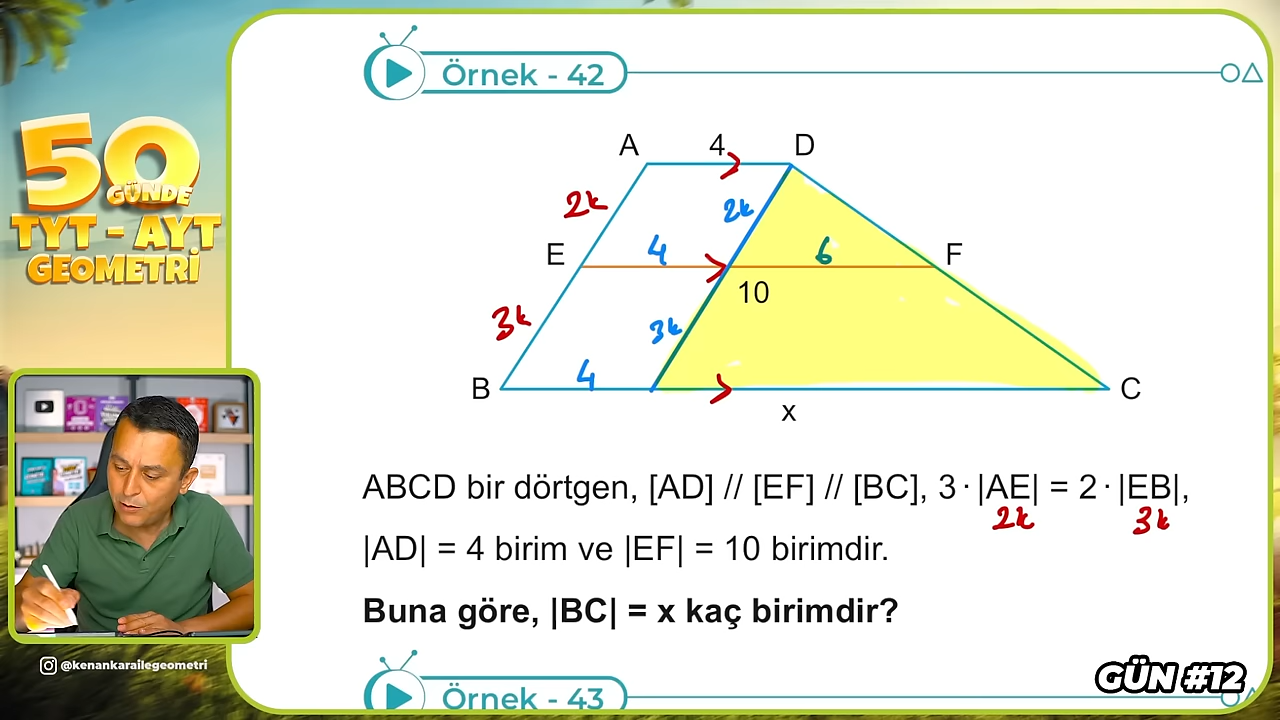 Örnek - 42
50
GÜNDE
TYT - AYT
GEOMETRİ
A 4 D
2k 2k
E 4 6 F
10
3k 3k
B 4 C
x
ABCD bir dörtgen, [AD] // [EF] // [BC], 3 · |AE| = 2 · |EB|,
2k 3k
|AD| = 4 birim ve |EF| = 10 birimdir.
Buna göre, |BC| = x kaç birimdir?
@kenankarailegeometri
GÜN #12
Örnek - 43